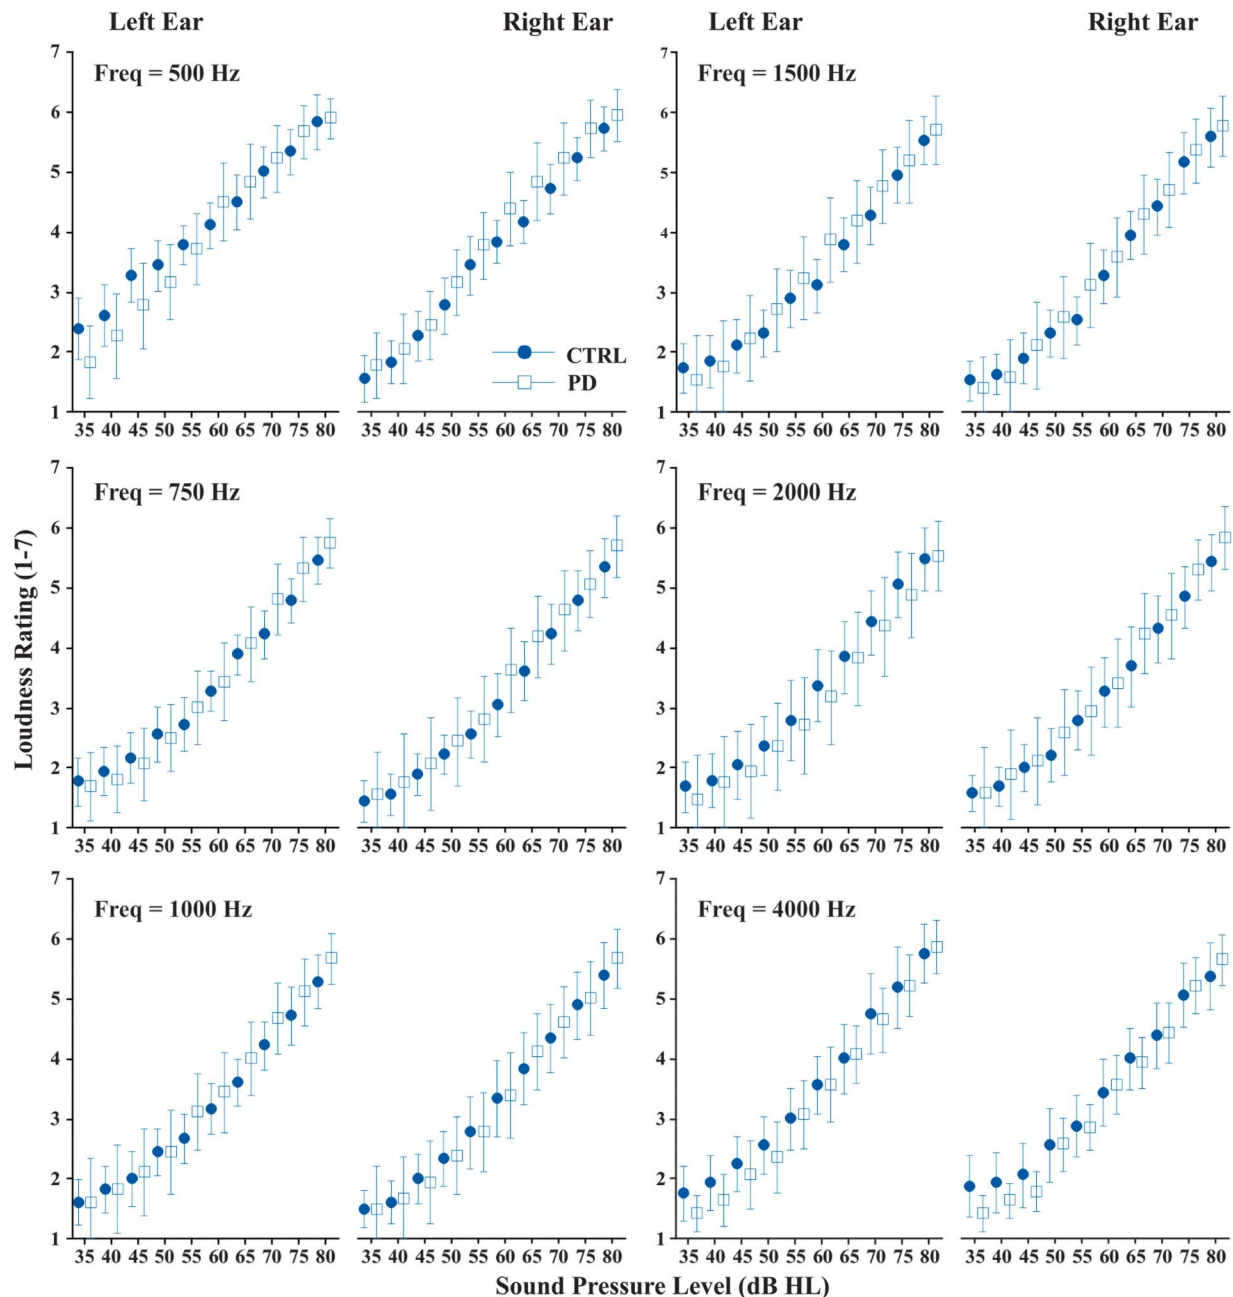 Left Ear Right Ear Left Ear Right Ear
7 7
Freq = 500 Hz Freq = 1500 Hz
6 6
5 5
4 4
3 3
CTRL
2 2
PD
1 1
35 40 45 50 55 60 65 70 75 80 35 40 45 50 55 60 65 70 75 80 35 40 45 50 55 60 65 70 75 80 35 40 45 50 55 60 65 70 75 80
7 7
Freq = 750 Hz Freq = 2000 Hz
6 6
5 5
Loudness Rating (1-7)
4 4
3 3
2 2
1 1
35 40 45 50 55 60 65 70 75 80 35 40 45 50 55 60 65 70 75 80 35 40 45 50 55 60 65 70 75 80 35 40 45 50 55 60 65 70 75 80
7 7
Freq = 1000 Hz Freq = 4000 Hz
6 6
5 5
4 4
3 3
2 2
1 1
35 40 45 50 55 60 65 70 75 80 35 40 45 50 55 60 65 70 75 80 35 40 45 50 55 60 65 70 75 80 35 40 45 50 55 60 65 70 75 80
Sound Pressure Level (dB HL)